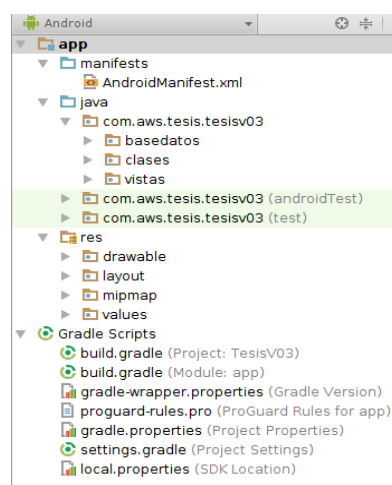 Android
app
manifests
AndroidManifest.xml
java
com.aws.tesis.tesisv03
basedatos
clases
vistas
com.aws.tesis.tesisv03 (androidTest)
com.aws.tesis.tesisv03 (test)
res
drawable
layout
mipmap
values
Gradle Scripts
build.gradle (Project: TesisV03)
build.gradle (Module: app)
gradle-wrapper.properties (Gradle Version)
proguard-rules.pro (ProGuard Rules for app)
gradle.properties (Project Properties)
settings.gradle (Project Settings)
local.properties (SDK Location)